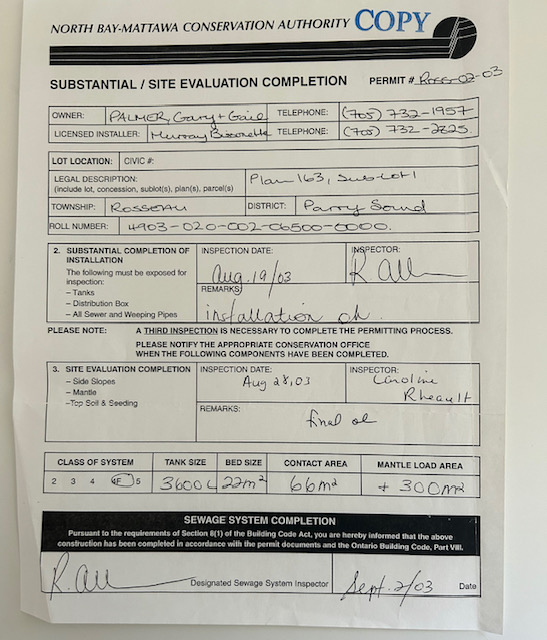 NORTH BAY-MATTAWA CONSERVATION AUTHORITY COPY
SUBSTANTIAL / SITE EVALUATION COMPLETION PERMIT # Ross-02-03
OWNER: PALMER, Gary + Gail TELEPHONE: (705) 732-1957
LICENSED INSTALLER: Murray TELEPHONE: (705) 732-2825
LOT LOCATION: CIVIC #:
LEGAL DESCRIPTION: Plan 163, Sublot 1
(include lot, concession, sublot(s), plan(s), parcel(s)
TOWNSHIP: ROSSEAU DISTRICT: Parry Sound
ROLL NUMBER: 4903-020-002-06500-0000.
2. SUBSTANTIAL COMPLETION OF INSTALLATION
The following must be exposed for inspection:
– Tanks
– Distribution Box
– All Sewer and Weeping Pipes
INSPECTION DATE: Aug. 19/03
INSPECTOR: R.
REMARKS: installation ok.
PLEASE NOTE: A THIRD INSPECTION IS NECESSARY TO COMPLETE THE PERMITTING PROCESS.
PLEASE NOTIFY THE APPROPRIATE CONSERVATION OFFICE
WHEN THE FOLLOWING COMPONENTS HAVE BEEN COMPLETED.
3. SITE EVALUATION COMPLETION
– Side Slopes
– Mantle
–Top Soil & Seeding
INSPECTION DATE: Aug 28,03
INSPECTOR: Caroline
Rheault
REMARKS: final ok
CLASS OF SYSTEM TANK SIZE BED SIZE CONTACT AREA MANTLE LOAD AREA
2 3 4 4F 5 3600 L 22m² 66m² + 300m²
SEWAGE SYSTEM COMPLETION
Pursuant to the requirements of Section 8(1) of the Building Code Act, you are hereby informed that the above
construction has been completed in accordance with the permit documents and the Ontario Building Code, Part VIII.
R. Designated Sewage System Inspector Sept. 2/03 Date